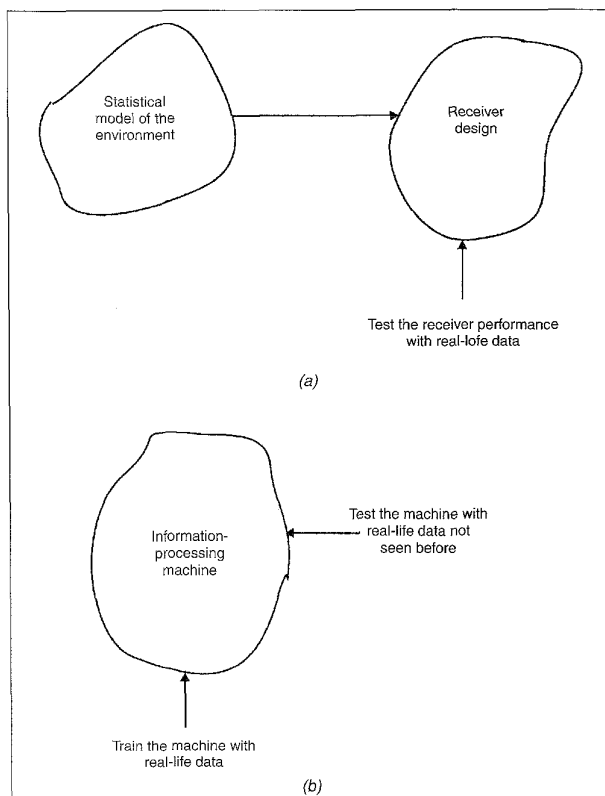 Statistical
model of the
environment
Receiver
design
Test the receiver performance
with real-lofe data
(a)
Information-
processing
machine
Test the machine with
real-life data not
seen before
Train the machine with
real-life data
(b)